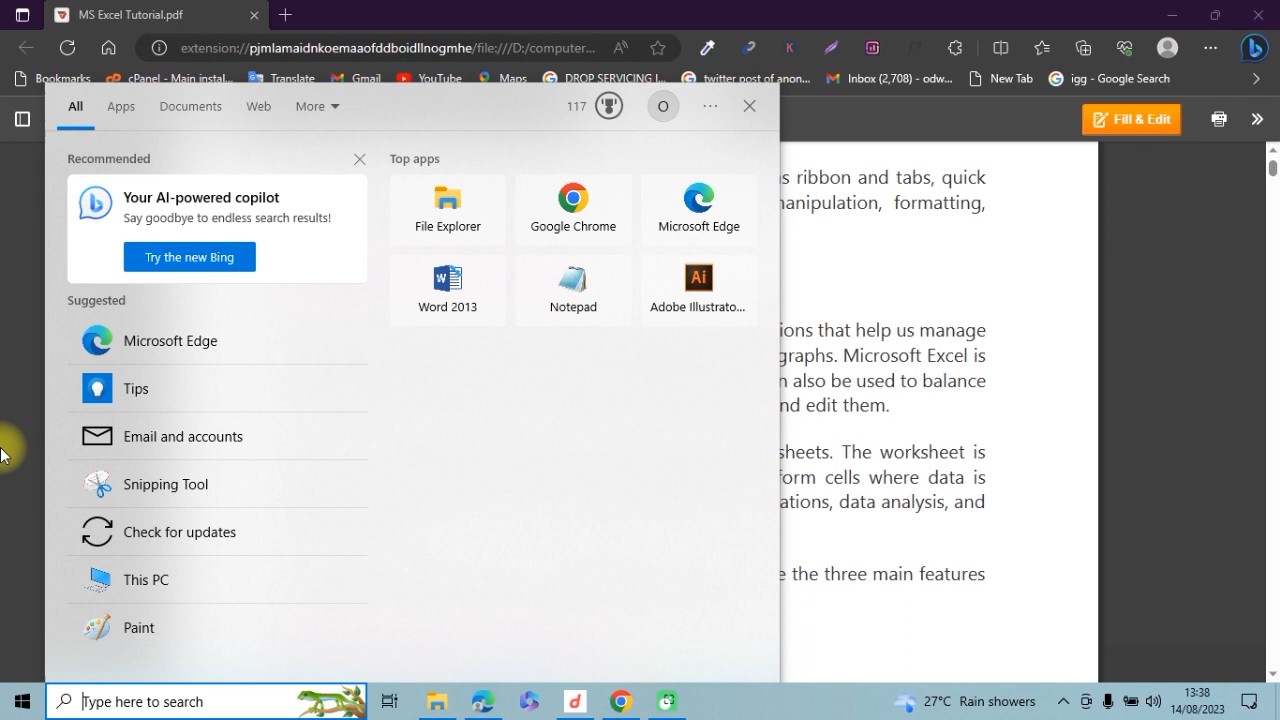 MS Excel Tutorial.pdf
extension://pjmlamaidnkoemaaofddboidllnogmhe/file:///D:/computer...
Bookmarks
cPanel - Main instal...
Translate
Gmail
YouTube
Maps
DROP SERVICING |...
twitter post of anon...
Inbox (2,708) - odw...
New Tab
igg - Google Search
All
Apps
Documents
Web
More
117
O
Fill & Edit
Recommended
Your AI-powered copilot
Say goodbye to endless search results!
Try the new Bing
Top apps
File Explorer
Google Chrome
Microsoft Edge
Word 2013
Notepad
Ai
Adobe Illustrato...
Suggested
Microsoft Edge
Tips
Email and accounts
Snipping Tool
Check for updates
This PC
Paint
ribbon and tabs, quick
manipulation, formatting,
that help us manage
graphs. Microsoft Excel is
also be used to balance
and edit them.
sheets. The worksheet is
form cells where data is
data analysis, and
the three main features
Type here to search
27°C Rain showers
13:38
14/08/2023